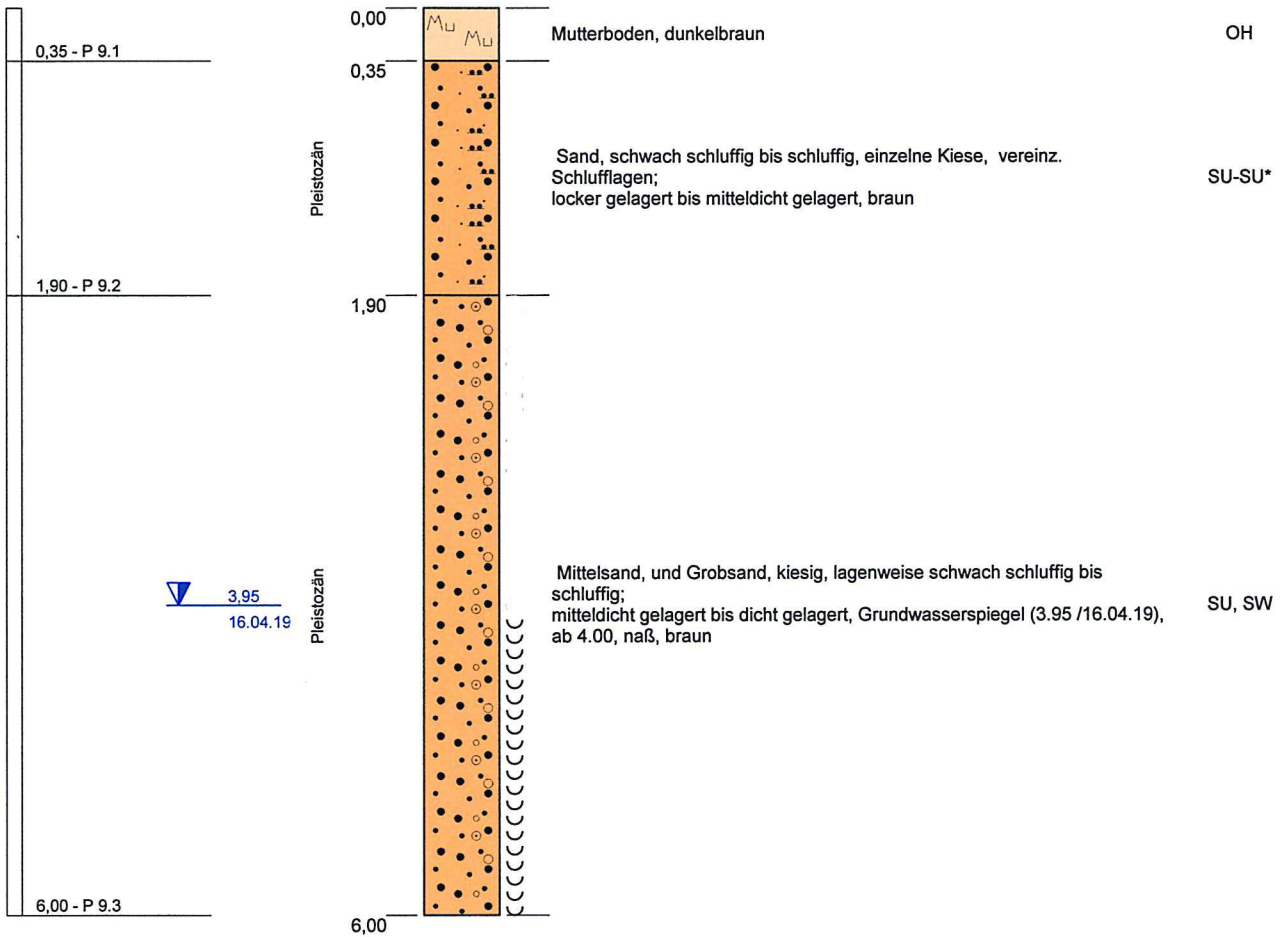 0,00
Mu
Mu
Mutterboden, dunkelbraun
OH
0,35 - P 9.1
0,35
Pleistozän
Sand, schwach schluffig bis schluffig, einzelne Kiese, vereinz.
Schlufflagen;
locker gelagert bis mitteldicht gelagert, braun
SU-SU*
1,90 - P 9.2
1,90
Pleistozän
3,95
16.04.19
Mittelsand, und Grobsand, kiesig, lagenweise schwach schluffig bis
schluffig;
mitteldicht gelagert bis dicht gelagert, Grundwasserspiegel (3.95 /16.04.19),
ab 4.00, naß, braun
SU, SW
6,00 - P 9.3
6,00